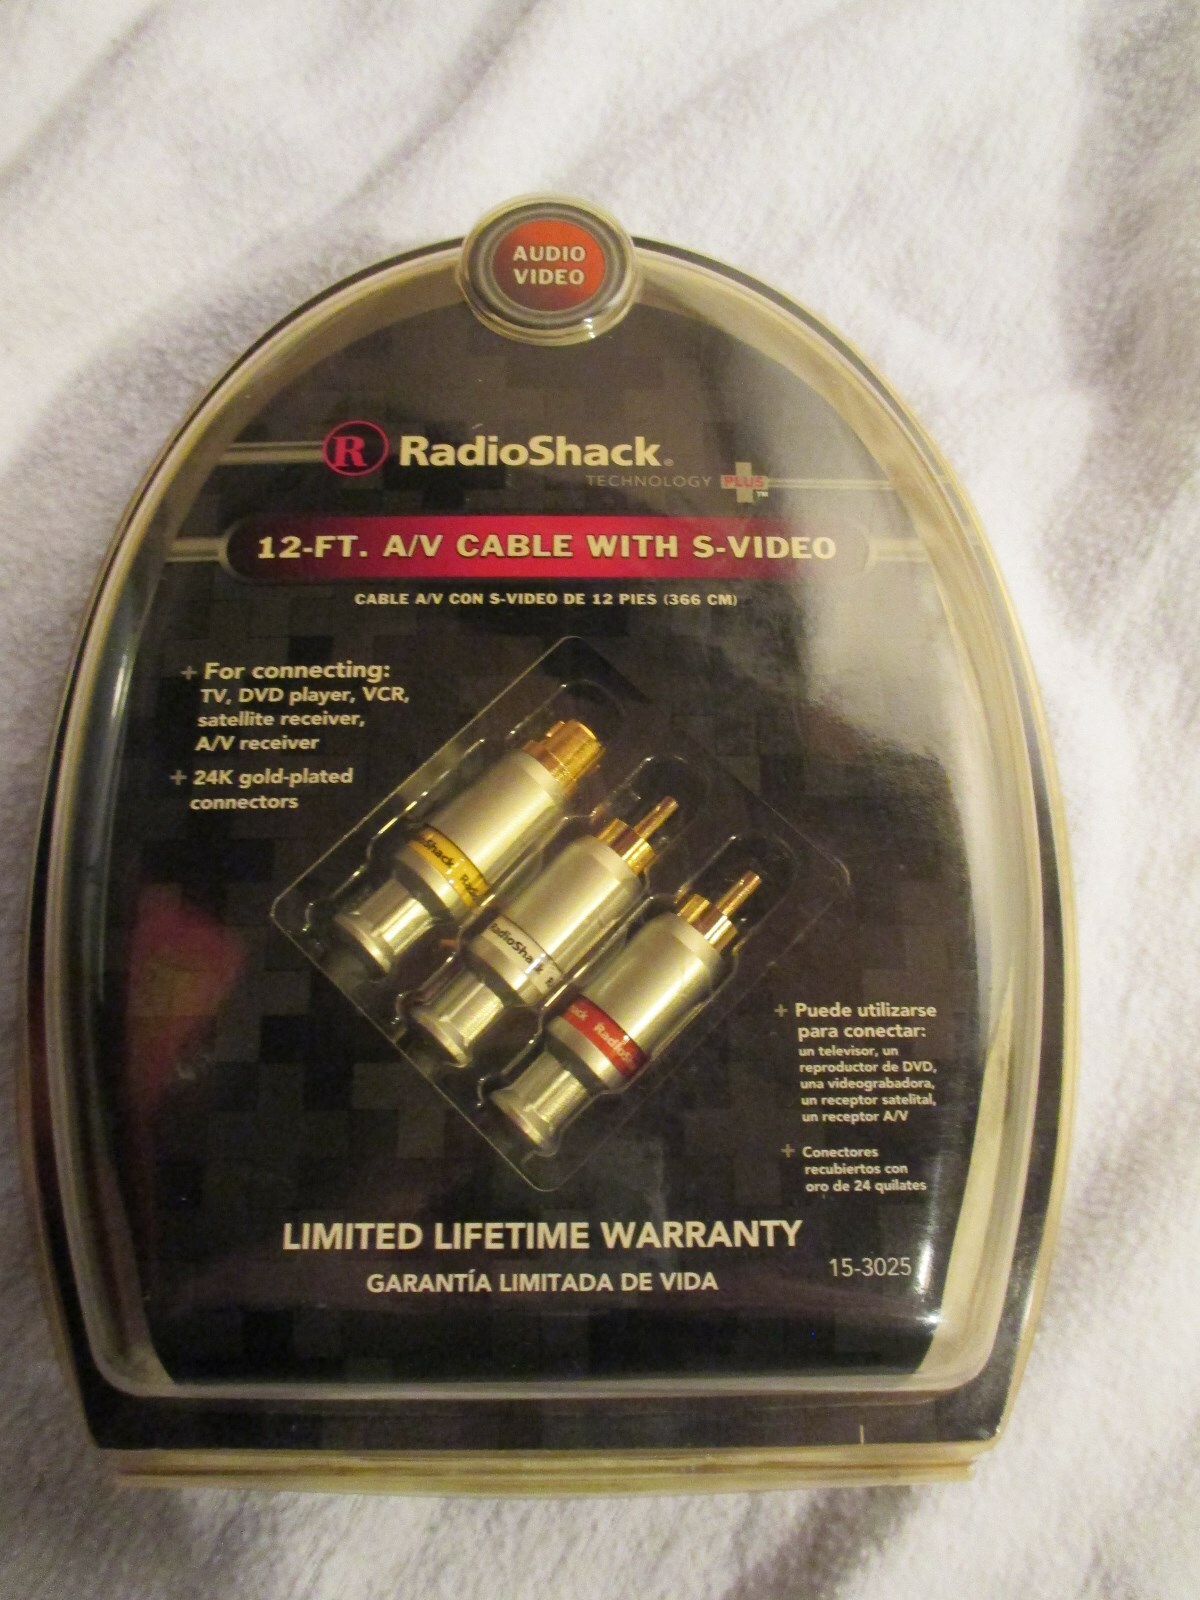 AUDIO
VIDEO
R RadioShack®
TECHNOLOGY PLUS™
12-FT. A/V CABLE WITH S-VIDEO
CABLE A/V CON S-VIDEO DE 12 PIES (366 CM)
+ For connecting:
TV, DVD player, VCR,
satellite receiver,
A/V receiver
+ 24K gold-plated
connectors
RadioShack
+ Puede utilizarse
para conectar:
un televisor, un
reproductor de DVD,
una videograbadora,
un receptor satelital,
un receptor A/V
+ Conectores
recubiertos con
oro de 24 quilates
LIMITED LIFETIME WARRANTY
GARANTÍA LIMITADA DE VIDA
15-3025